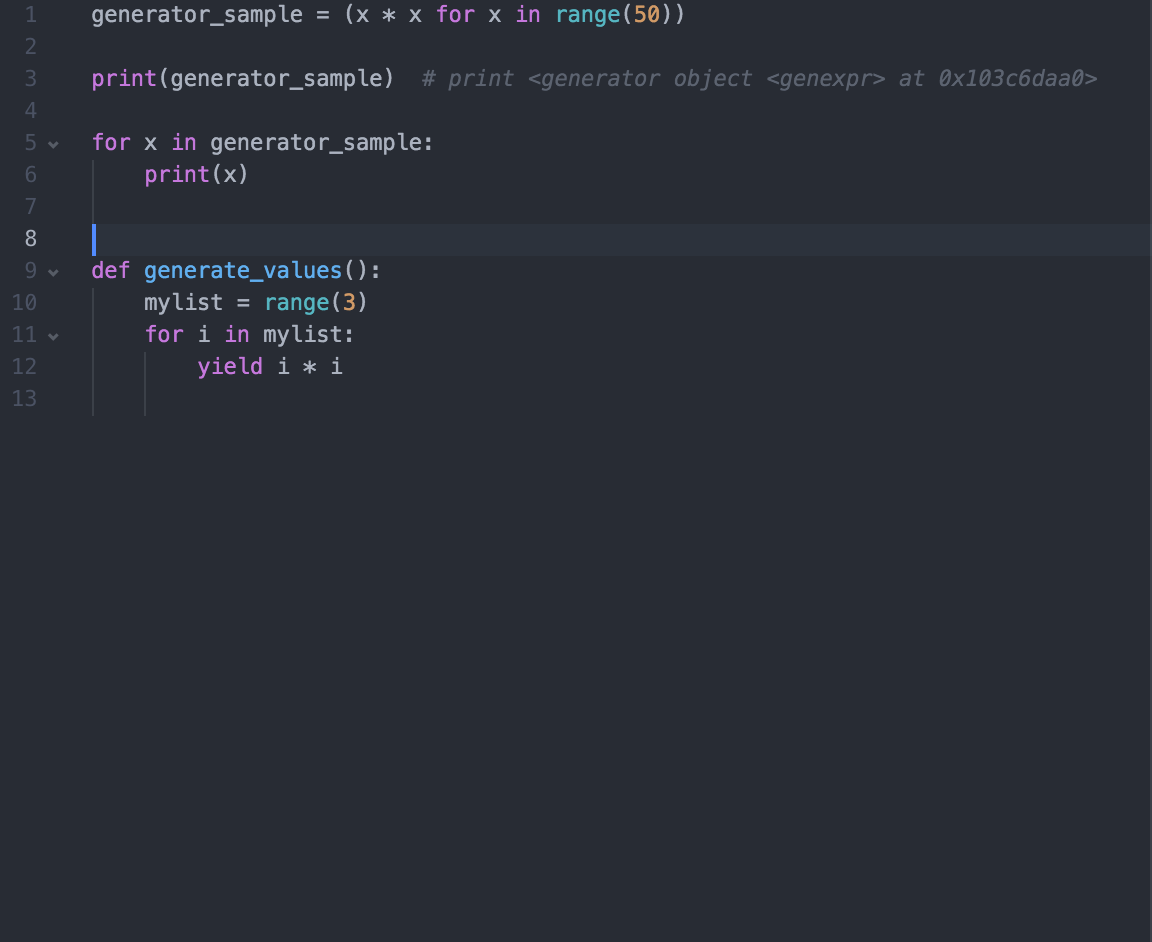 1 generator_sample = (x * x for x in range(50))
2
3 print(generator_sample)  # print <generator object <genexpr> at 0x103c6daa0>
4
5 for x in generator_sample:
6     print(x)
7
8
9 def generate_values():
10     mylist = range(3)
11     for i in mylist:
12         yield i * i
13